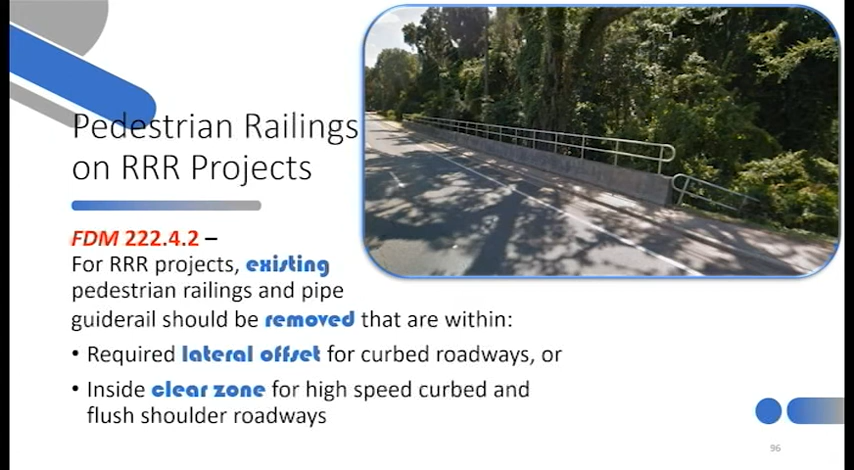 Pedestrian Railings
on RRR Projects
FDM 222.4.2 –
For RRR projects, existing
pedestrian railings and pipe
guiderail should be removed that are within:
• Required lateral offset for curbed roadways, or
• Inside clear zone for high speed curbed and
flush shoulder roadways
96